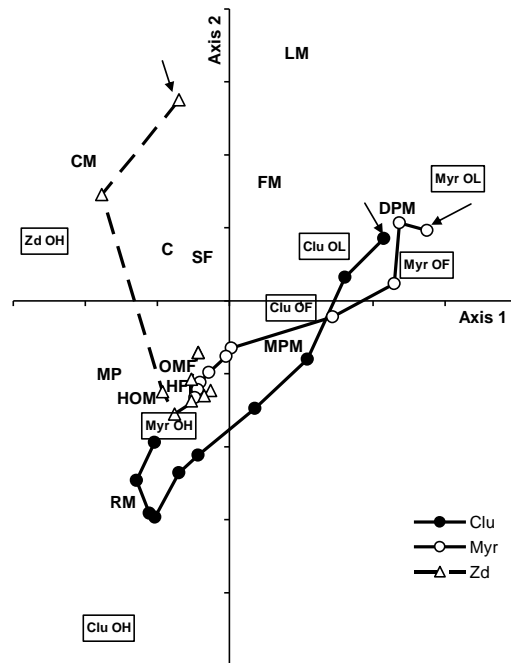 Axis 2
LM
CM
FM
Myr OL
DPM
Zd OH
Clu OL
C
SF
Myr OF
Clu OF
Axis 1
MPM
OMF
MP
HF
HOM
Myr OH
RM
Clu
Myr
Zd
Clu OH